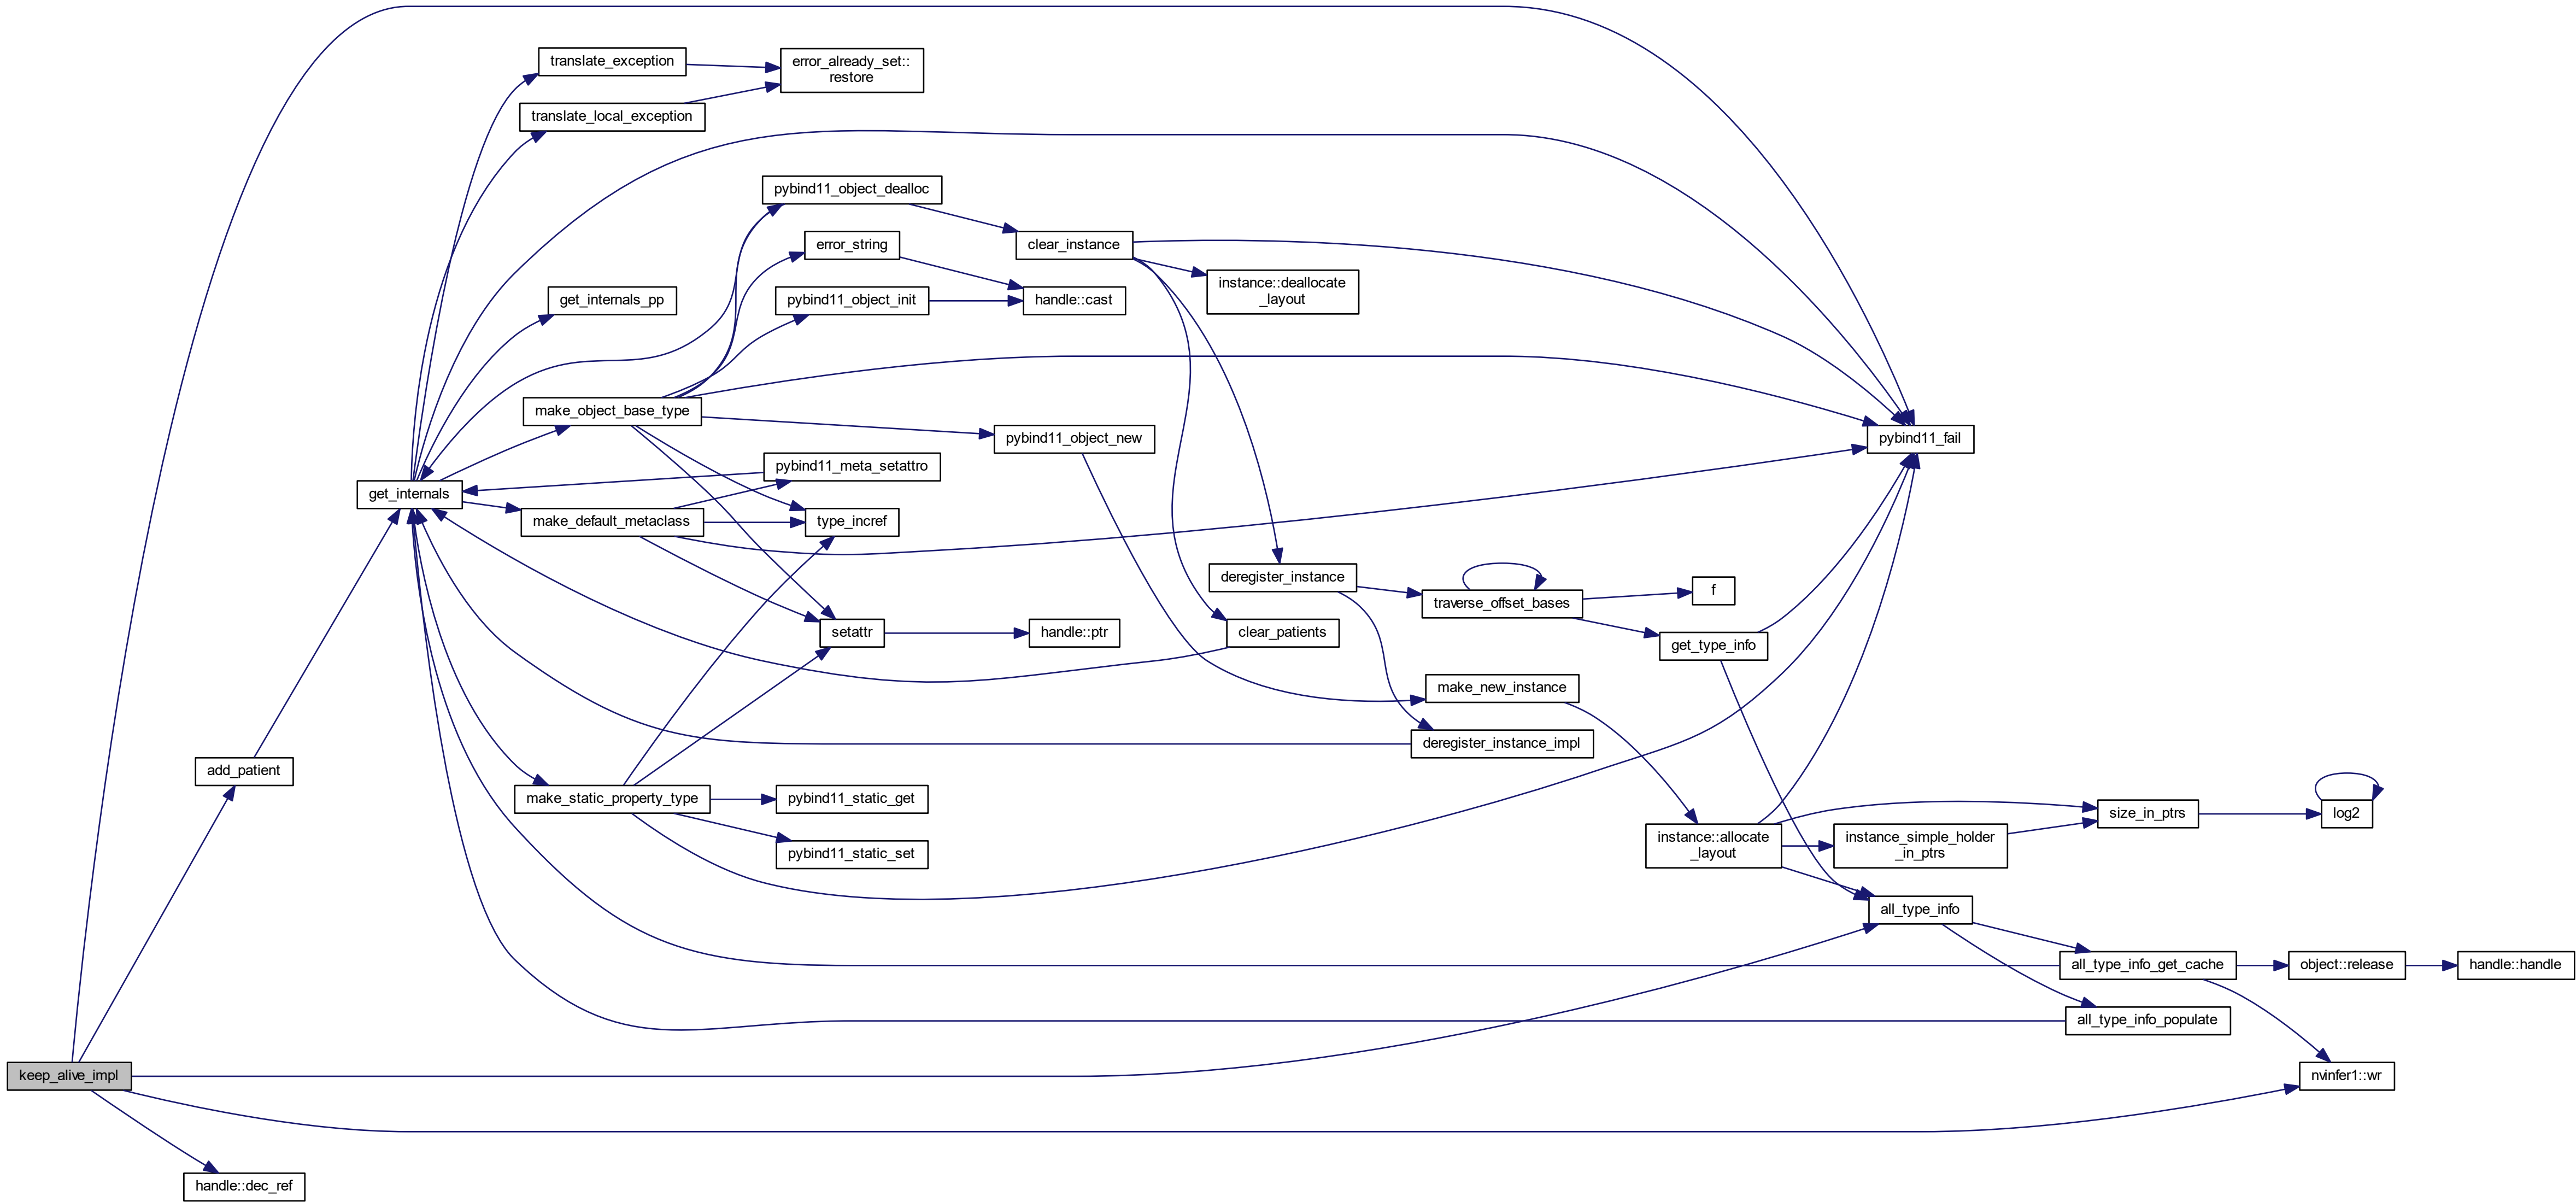 translate_exception
error_already_set::
restore
translate_local_exception
pybind11_object_dealloc
error_string
clear_instance
get_internals_pp
pybind11_object_init
handle::cast
instance::deallocate
_layout
make_object_base_type
pybind11_object_new
pybind11_fail
pybind11_meta_setattro
get_internals
make_default_metaclass
type_incref
deregister_instance
traverse_offset_bases
f
setattr
handle::ptr
clear_patients
get_type_info
make_new_instance
deregister_instance_impl
add_patient
make_static_property_type
pybind11_static_get
pybind11_static_set
instance::allocate
_layout
instance_simple_holder
_in_ptrs
size_in_ptrs
log2
all_type_info
all_type_info_get_cache
object::release
handle::handle
all_type_info_populate
keep_alive_impl
nvinfer1::wr
handle::dec_ref